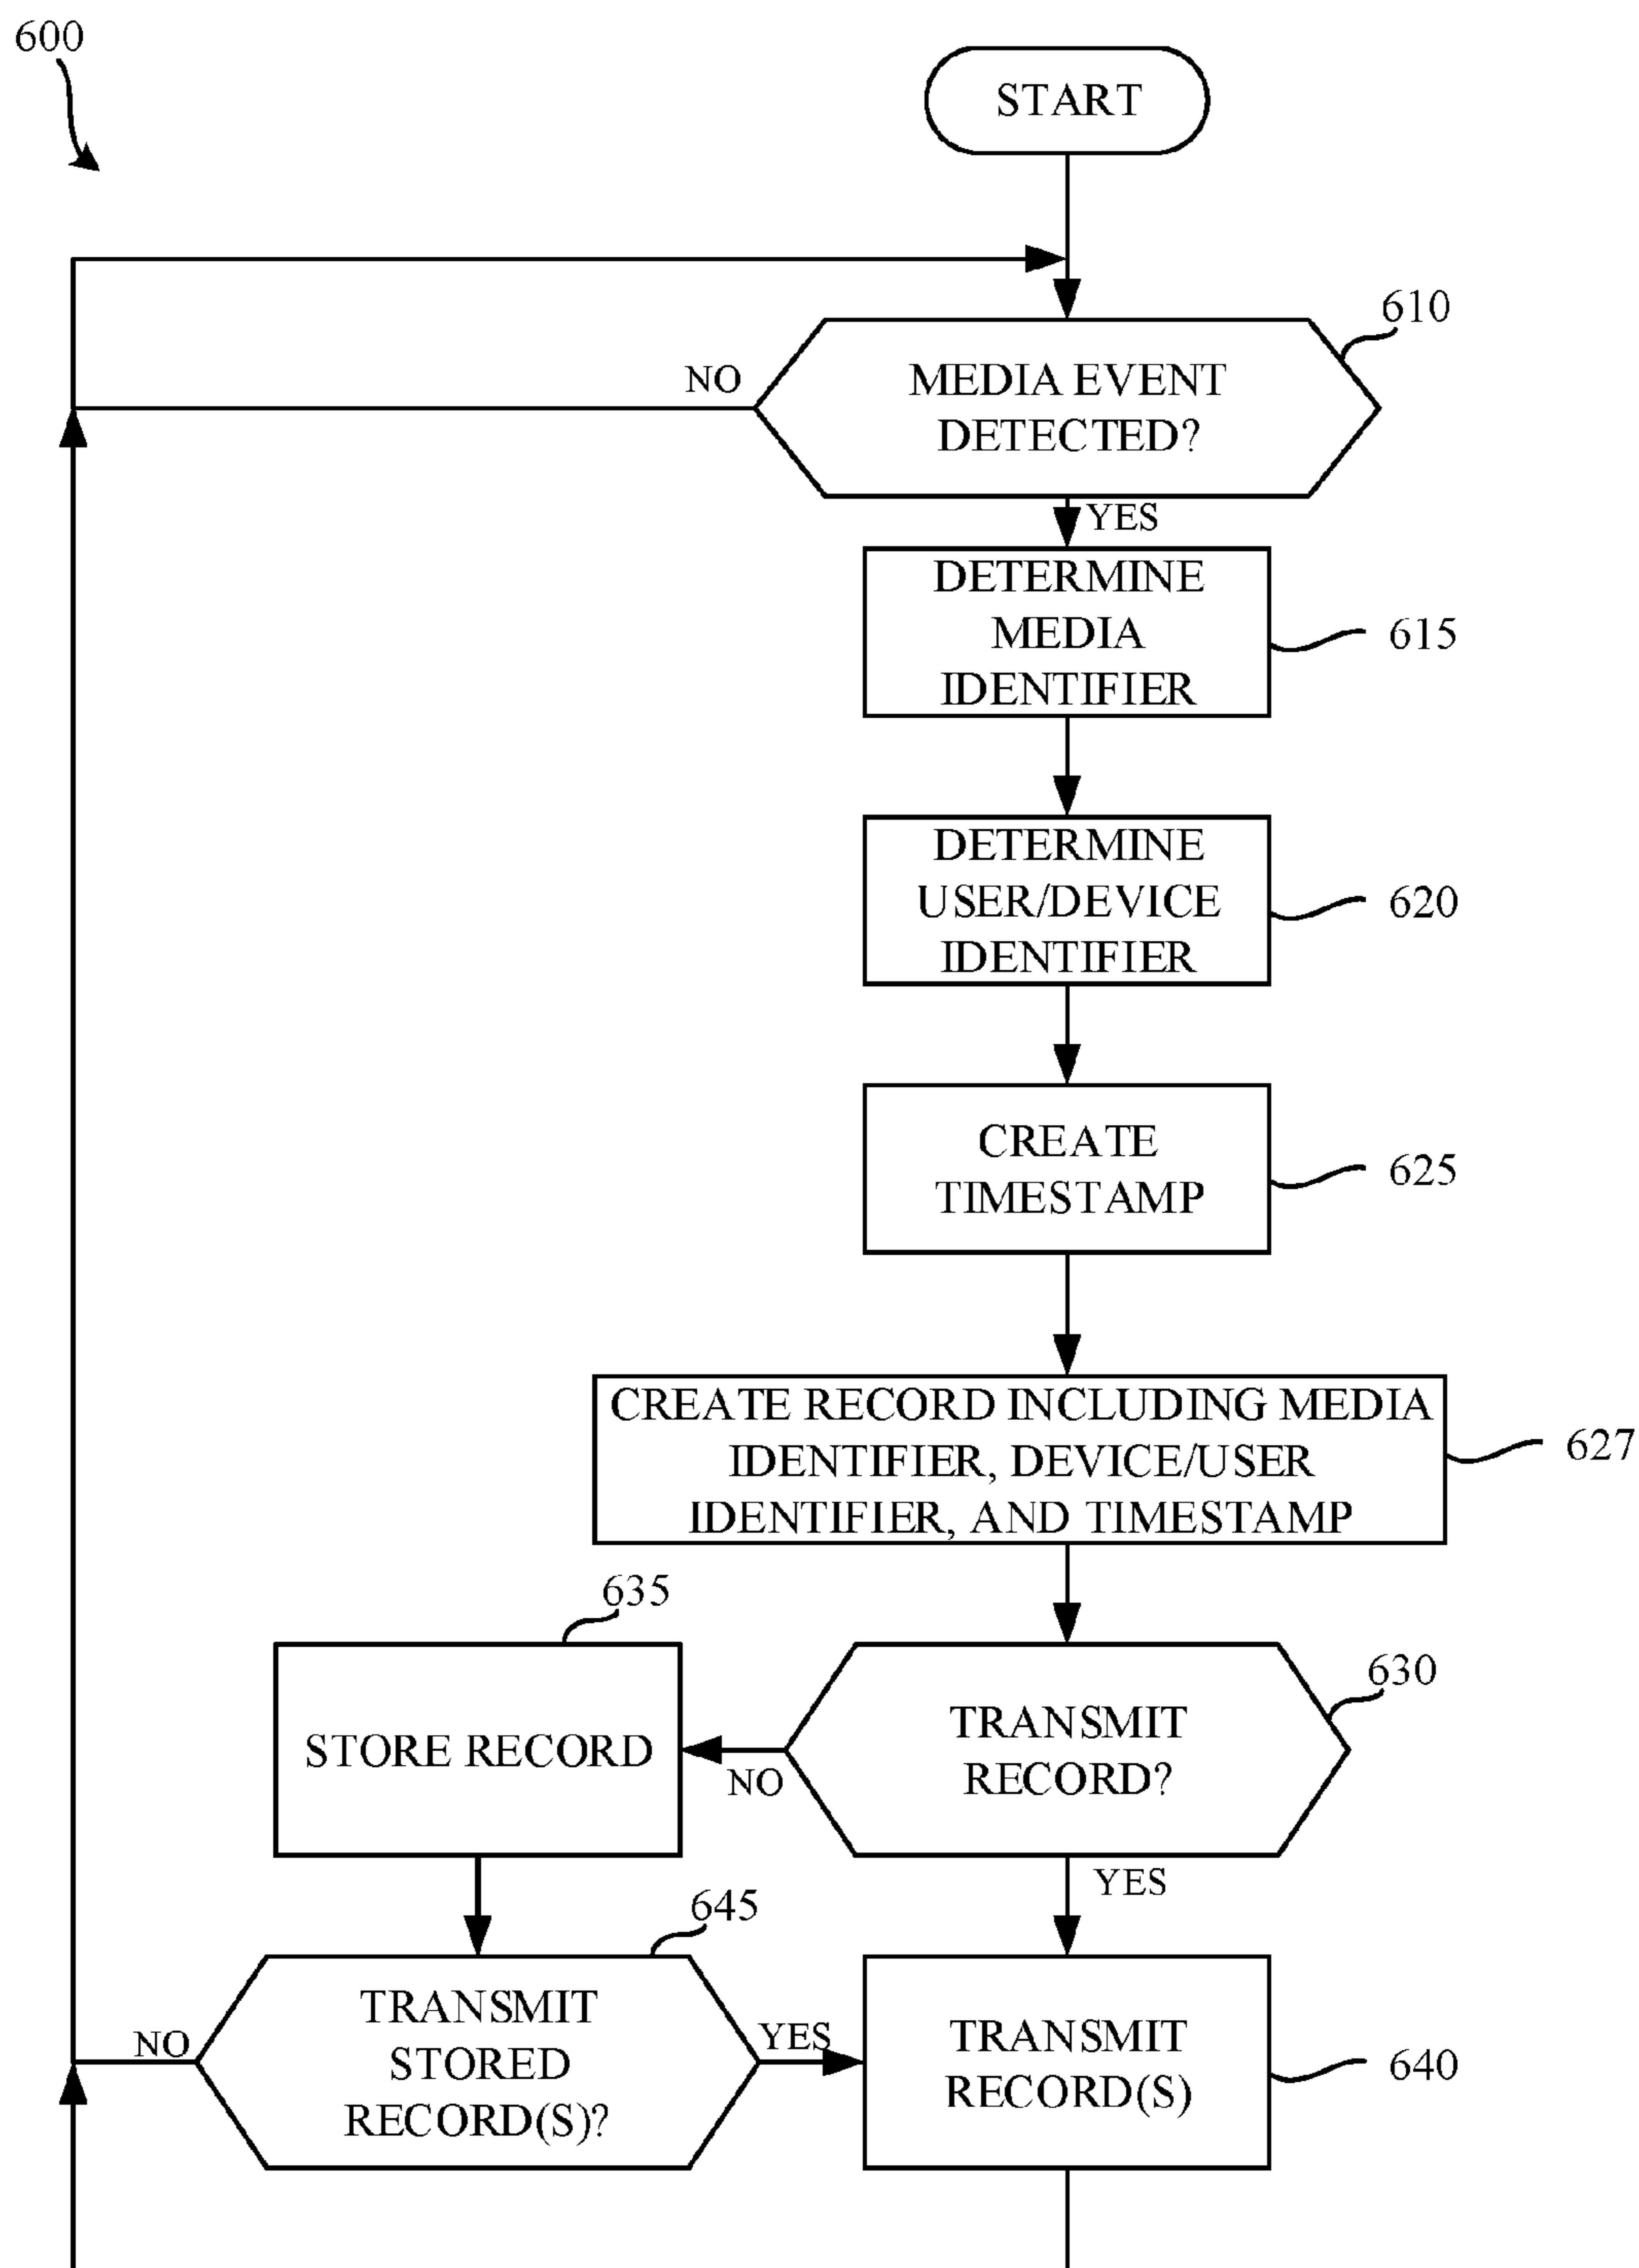 600
START
610
NO
MEDIA EVENT
DETECTED?
YES
DETERMINE
MEDIA
IDENTIFIER
615
DETERMINE
USER/DEVICE
IDENTIFIER
620
CREATE
TIMESTAMP
625
CREATE RECORD INCLUDING MEDIA
IDENTIFIER, DEVICE/USER
IDENTIFIER, AND TIMESTAMP
627
635
STORE RECORD
NO
630
TRANSMIT
RECORD?
YES
645
NO
TRANSMIT
STORED
RECORD(S)?
YES
TRANSMIT
RECORD(S)
640